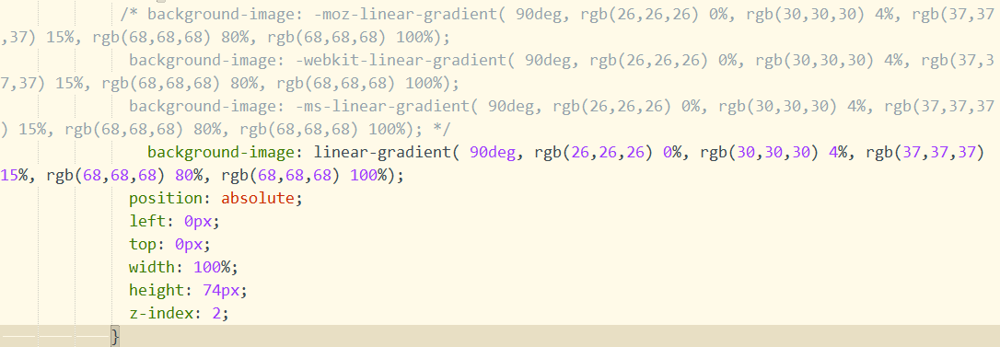 /* background-image: -moz-linear-gradient( 90deg, rgb(26,26,26) 0%, rgb(30,30,30) 4%, rgb(37,37
,37) 15%, rgb(68,68,68) 80%, rgb(68,68,68) 100%);
background-image: -webkit-linear-gradient( 90deg, rgb(26,26,26) 0%, rgb(30,30,30) 4%, rgb(37,3
7,37) 15%, rgb(68,68,68) 80%, rgb(68,68,68) 100%);
background-image: -ms-linear-gradient( 90deg, rgb(26,26,26) 0%, rgb(30,30,30) 4%, rgb(37,37,37
) 15%, rgb(68,68,68) 80%, rgb(68,68,68) 100%); */
background-image: linear-gradient( 90deg, rgb(26,26,26) 0%, rgb(30,30,30) 4%, rgb(37,37,37)
15%, rgb(68,68,68) 80%, rgb(68,68,68) 100%);
position: absolute;
left: 0px;
top: 0px;
width: 100%;
height: 74px;
z-index: 2;
}